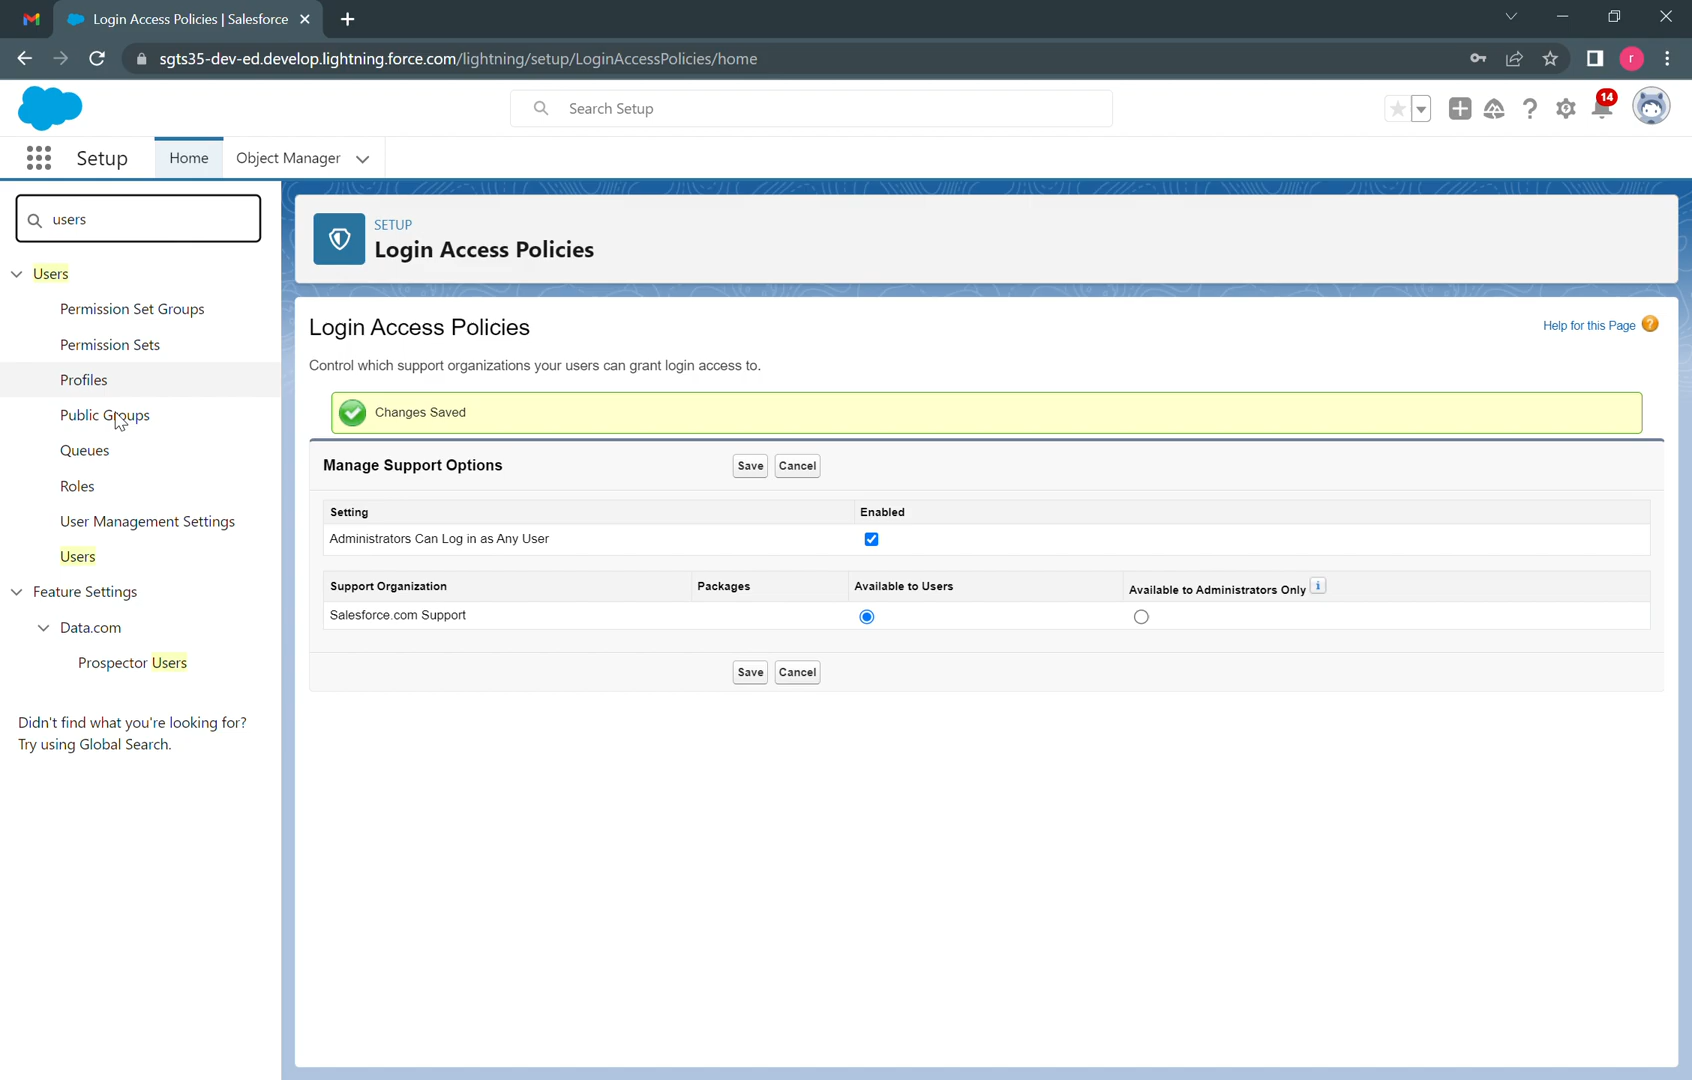 Login Access Policies | Salesforce
sgts35-dev-ed.develop.lightning.force.com/lightning/setup/LoginAccessPolicies/home
r
Search Setup
14
Setup
Home
Object Manager
users
Users
Permission Set Groups
Permission Sets
Profiles
Public Groups
Queues
Roles
User Management Settings
Users
Feature Settings
Data.com
Prospector Users
Didn't find what you're looking for?
Try using Global Search.
SETUP
Login Access Policies
Login Access Policies
Help for this Page ?
Control which support organizations your users can grant login access to.
Changes Saved
Manage Support Options Save Cancel
Setting Enabled
Administrators Can Log in as Any User
Support Organization Packages Available to Users Available to Administrators Only i
Salesforce.com Support
Save Cancel